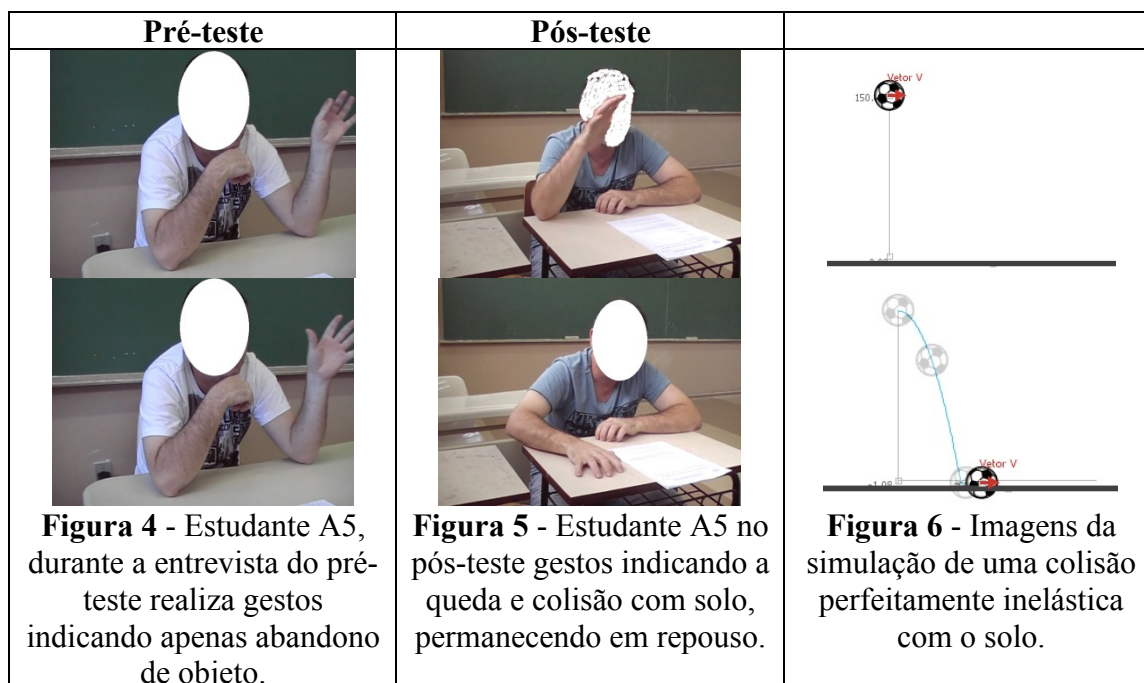 Pré-teste
Pós-teste
Vetor V
150.
Vetor V
-1.08
Figura 4 - Estudante A5,
durante a entrevista do pré-
teste realiza gestos
indicando apenas abandono
de objeto.
Figura 5 - Estudante A5 no
pós-teste gestos indicando a
queda e colisão com solo,
permanecendo em repouso.
Figura 6 - Imagens da
simulação de uma colisão
perfeitamente inelástica
com o solo.